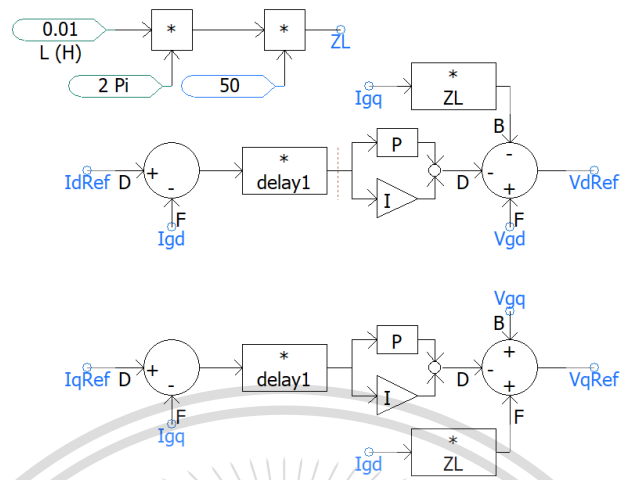 0.01
*
*
L (H)
ZL
2 Pi
50
*
ZL
Igq
B
-
P
*
delay1
IdRef
D
+
-
F
Igd
I
D
-
+
F
Vgd
VdRef
Vgq
B
+
P
*
delay1
IqRef
D
+
-
F
Igq
I
D
-
+
F
VqRef
*
ZL
Igd